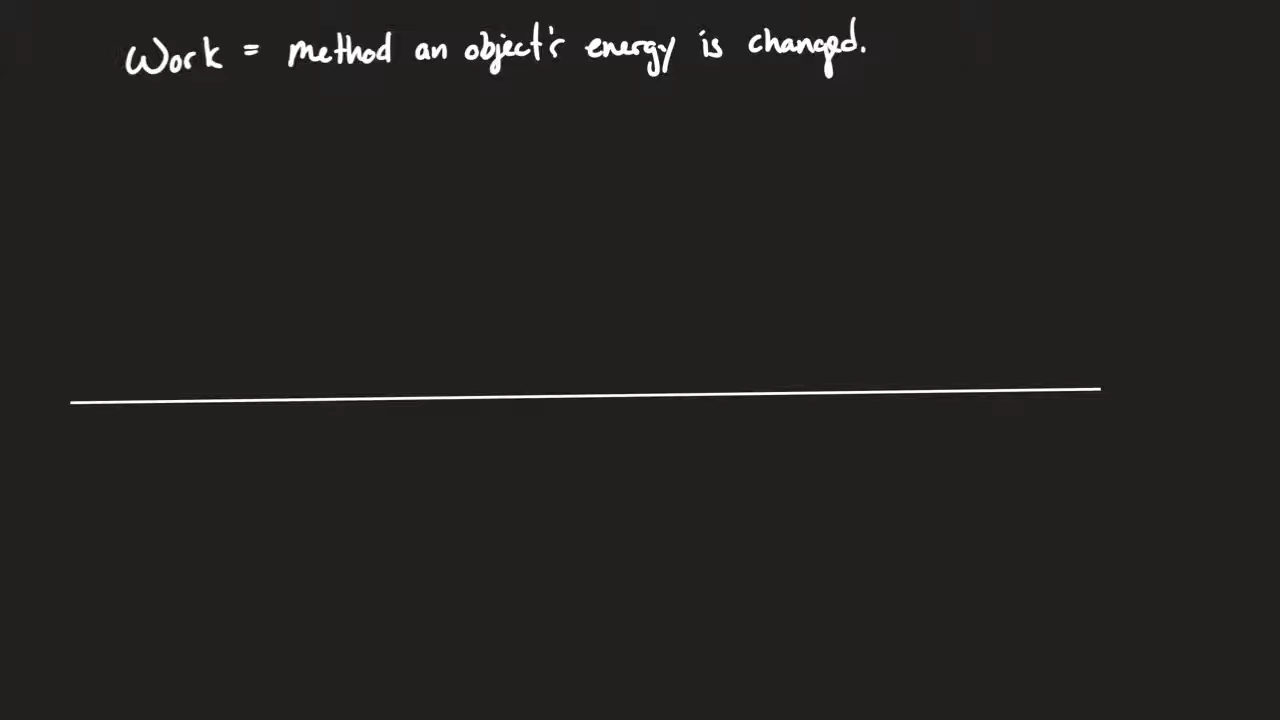 Work = method an object's energy is changed.